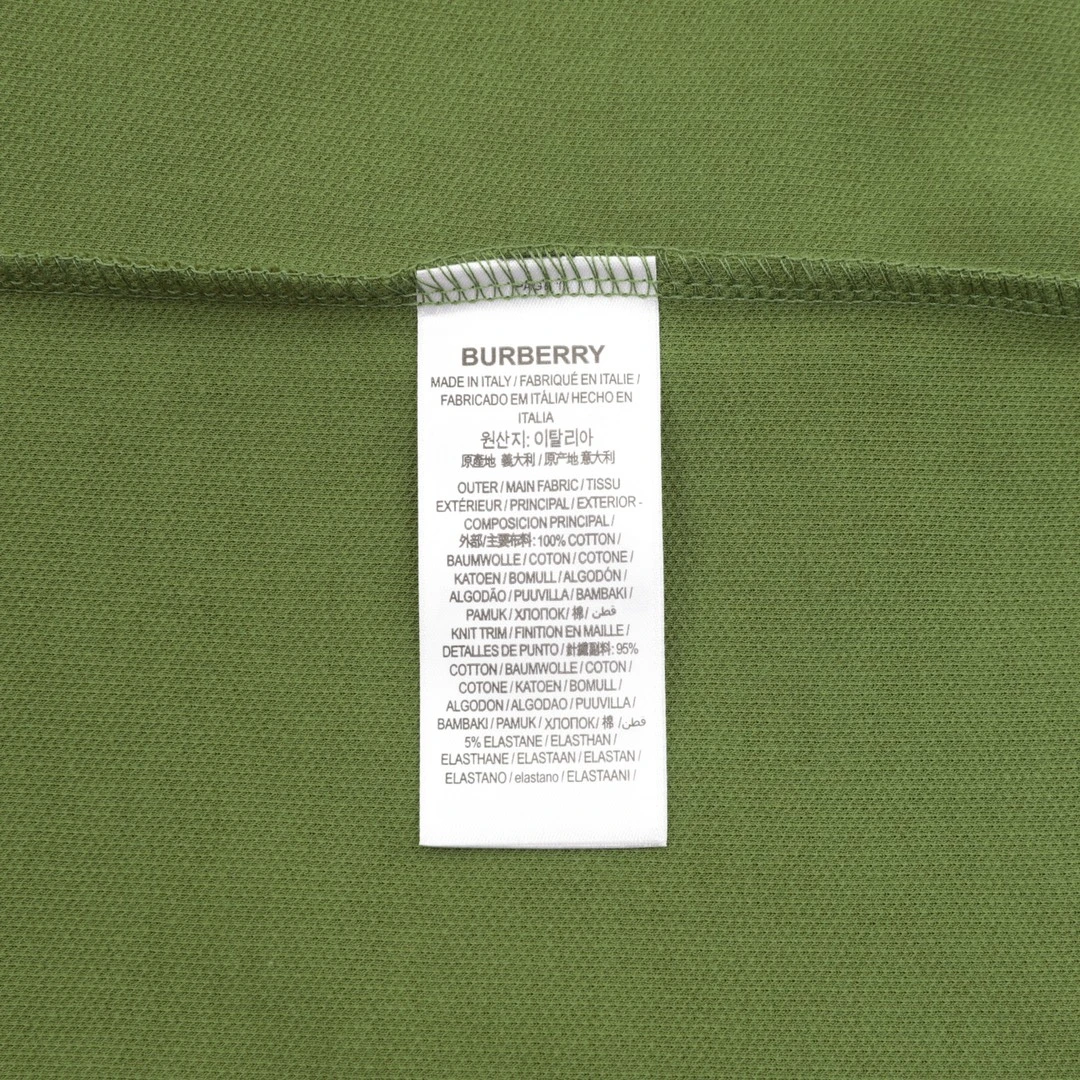 BURBERRY
MADE IN ITALY / FABRIQUÉ EN ITALIE /
FABRICADO EM ITÁLIA/ HECHO EN
ITALIA
원산지: 이탈리아
原產地 義大利 / 原产地 意大利
OUTER / MAIN FABRIC / TISSU
EXTÉRIEUR / PRINCIPAL / EXTERIOR -
COMPOSICION PRINCIPAL /
外部/主要布料: 100% COTTON /
BAUMWOLLE / COTON / COTONE /
KATOEN / BOMULL / ALGODÓN /
ALGODÃO / PUUVILLA / BAMBAKI /
PAMUK / ХЛОПОК/ 棉/ قطن
KNIT TRIM / FINITION EN MAILLE /
DETALLES DE PUNTO / 針織副料: 95%
COTTON / BAUMWOLLE / COTON /
COTONE / KATOEN / BOMULL /
ALGODON / ALGODAO / PUUVILLA /
BAMBAKI / PAMUK / ХЛОПОК/ 棉 /قطن
5% ELASTANE / ELASTHAN /
ELASTHANE / ELASTAAN / ELASTAN /
ELASTANO / elastano / ELASTAANI /